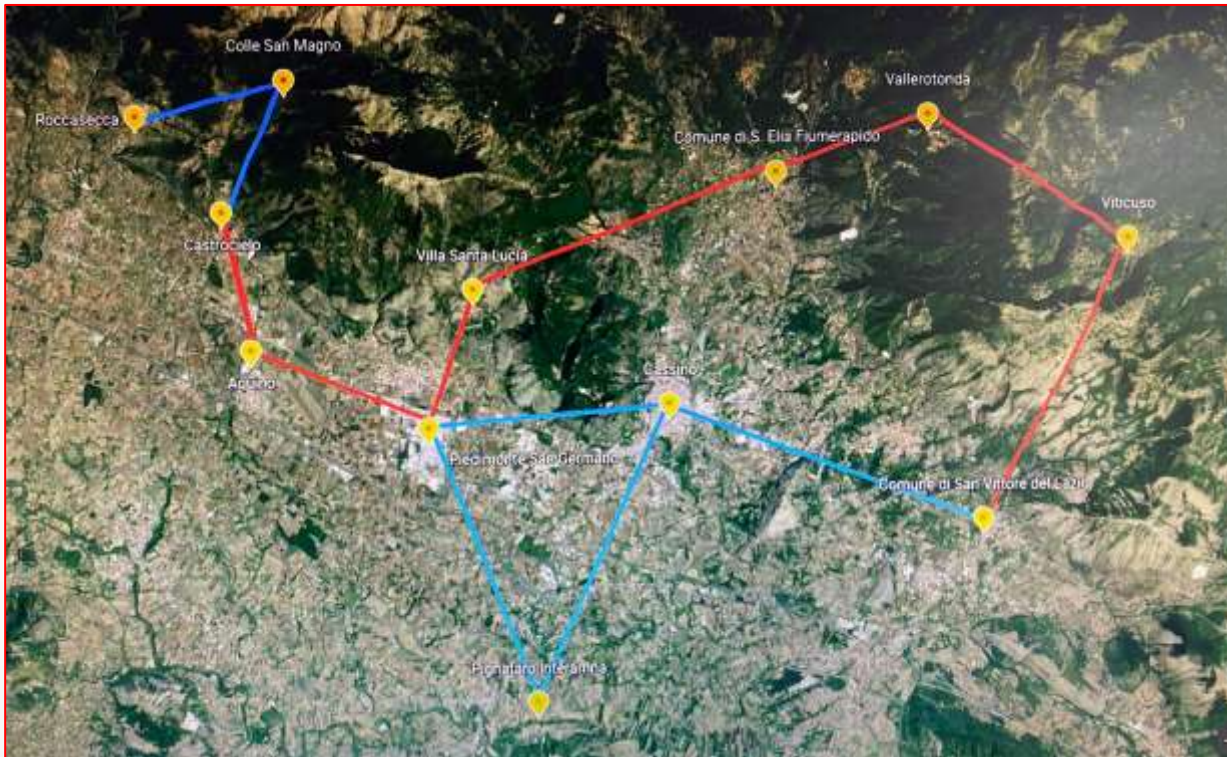 Colle San Magno
Roccasecca
Vallerotonda
Comune di S. Elia Fiumerapido
Viticuso
Castrocielo
Villa Santa Lucia
Aquino
Cassino
Piedimonte San Germano
Comune di San Vittore del Lazio
Pignataro Interamna